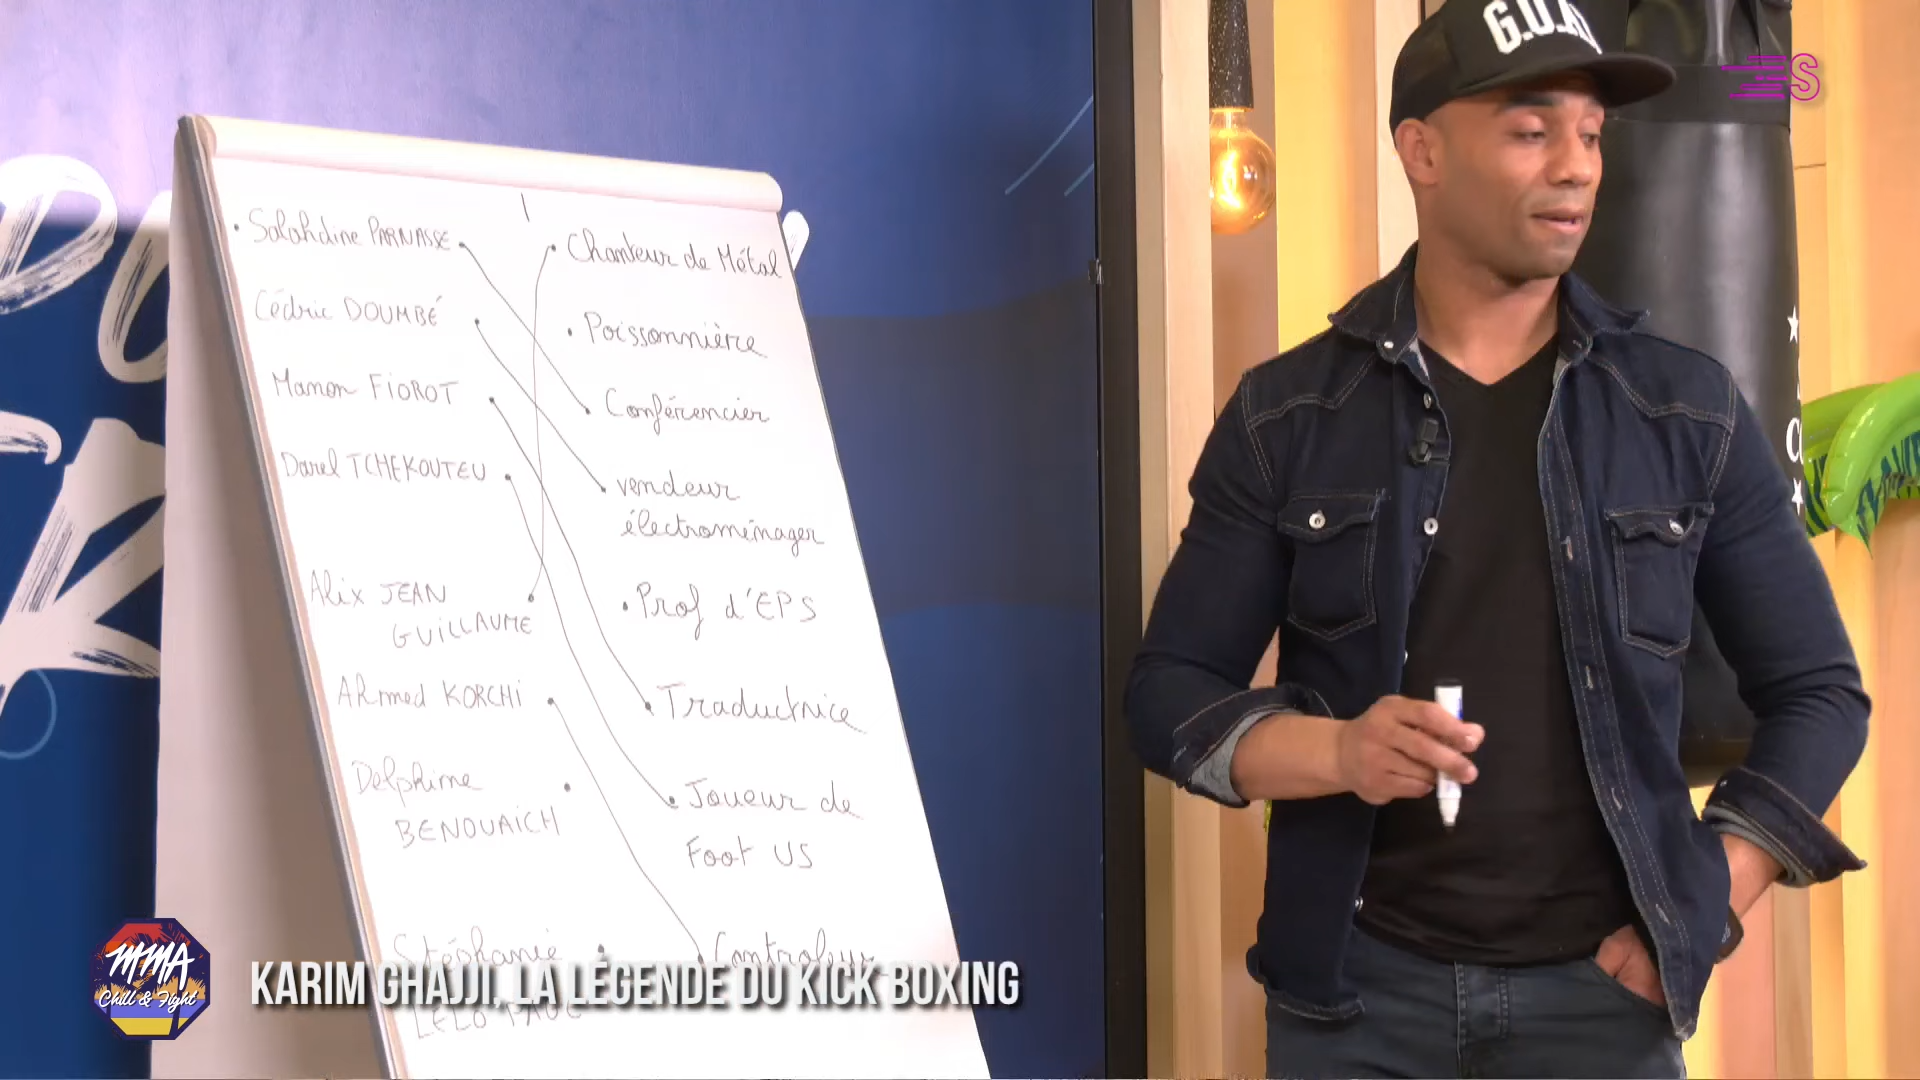 G.O.A.
S
Salahdine PARNASSE
Cédric DOUMBÉ
Manon FIOROT
Darel TCHEKOUTEU
Alix JEAN
GUILLAUME
Ahmed KORCHI
Delphine
BENOUAICH
Stéphanie
Chanteur de Métal
Poissonnière
Conférencier
vendeur
électroménager
Prof d'EPS
Traductrice
Joueur de
Foot US
Controleur
MMA
Chill & Fight
KARIM GHAJJI, LA LÉGENDE DU KICK BOXING